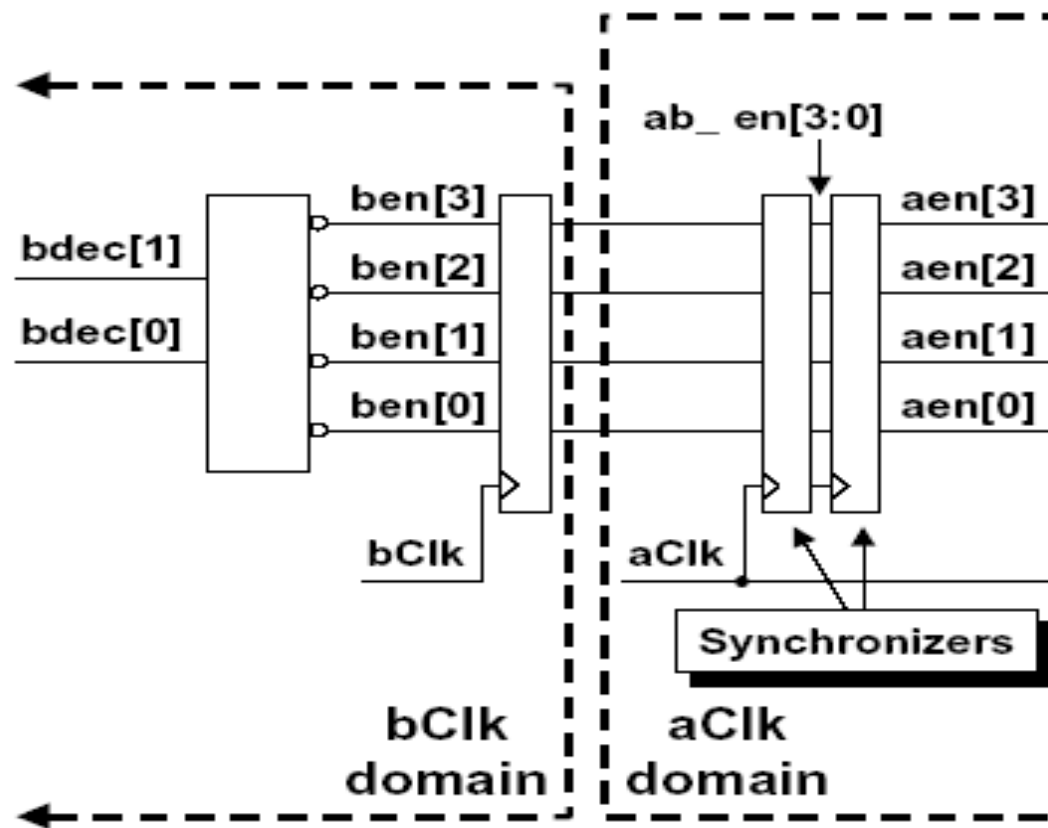 ab_ en[3:0]
ben[3]
aen[3]
bdec[1]
ben[2]
aen[2]
bdec[0]
ben[1]
aen[1]
ben[0]
aen[0]
bClk
aClk
Synchronizers
bClk
domain
aClk
domain